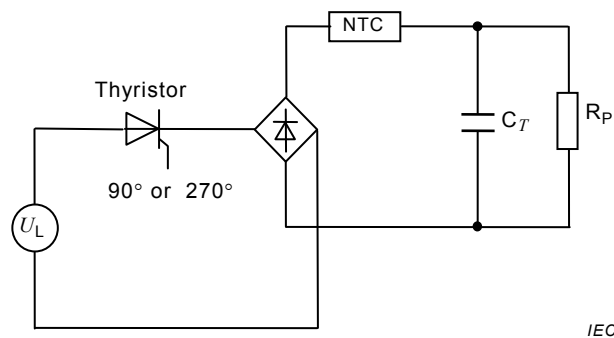 NTC
Thyristor
C_T
R_P
90° or 270°
U_L
IEC